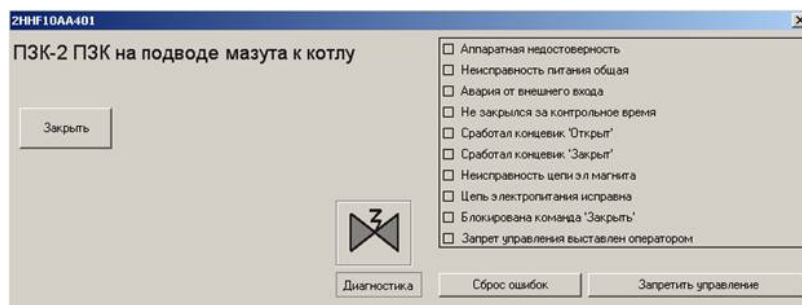 2HHF10AA401
ПЗК-2 ПЗК на подводе мазута к котлу
Закрыть
Аппаратная недостоверность
Неисправность питания общая
Авария от внешнего входа
Не закрылся за контрольное время
Сработал концевик 'Открыт'
Сработал концевик 'Закрыт'
Неисправность цепи эл магнита
Цепь электропитания исправна
Блокирована команда 'Закрыть'
Запрет управления выставлен оператором
З
Диагностика
Сброс ошибок
Запретить управление